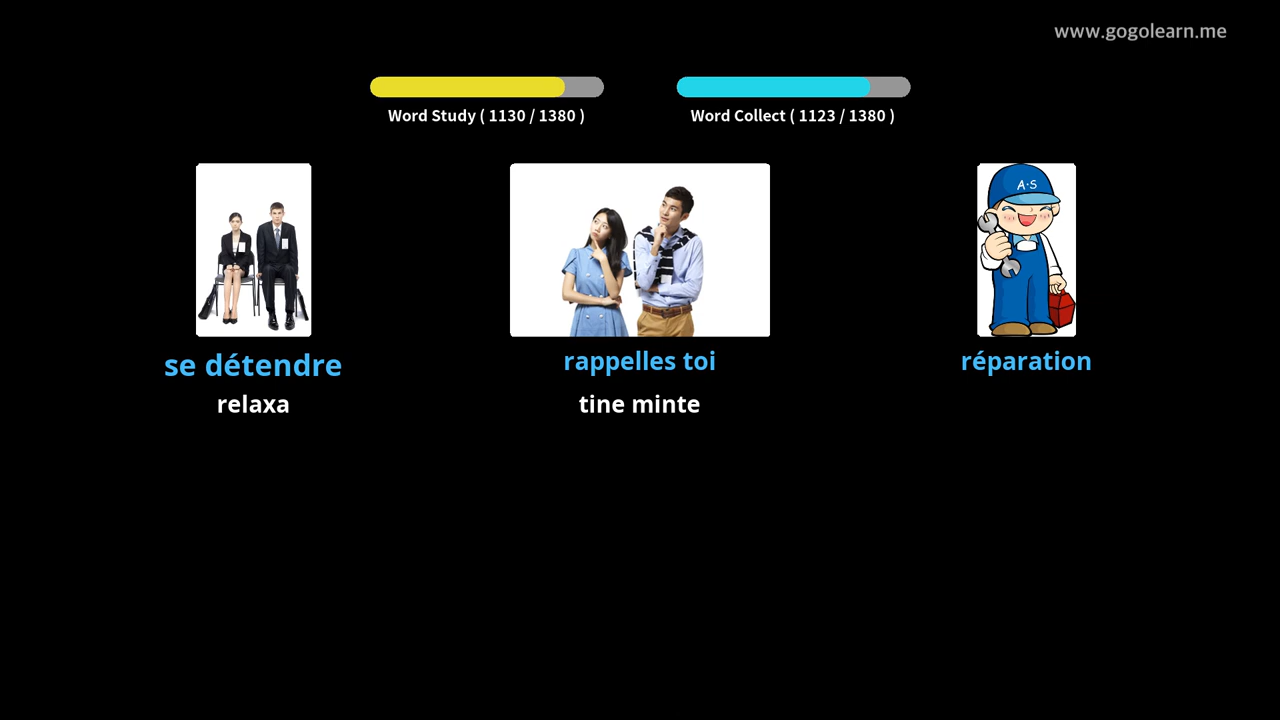 www.gogolearn.me
Word Study ( 1130 / 1380 )
Word Collect ( 1123 / 1380 )
A·S
se détendre
rappelles toi
réparation
relaxa
tine minte